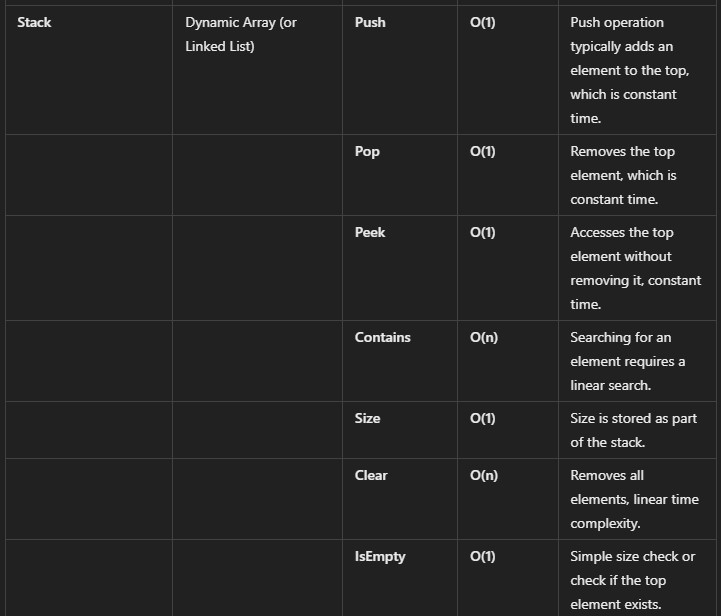 Stack
Dynamic Array (or
Linked List)
Push
O(1)
Push operation
typically adds an
element to the top,
which is constant
time.
Pop
O(1)
Removes the top
element, which is
constant time.
Peek
O(1)
Accesses the top
element without
removing it, constant
time.
Contains
O(n)
Searching for an
element requires a
linear search.
Size
O(1)
Size is stored as part
of the stack.
Clear
O(n)
Removes all
elements, linear time
complexity.
IsEmpty
O(1)
Simple size check or
check if the top
element exists.